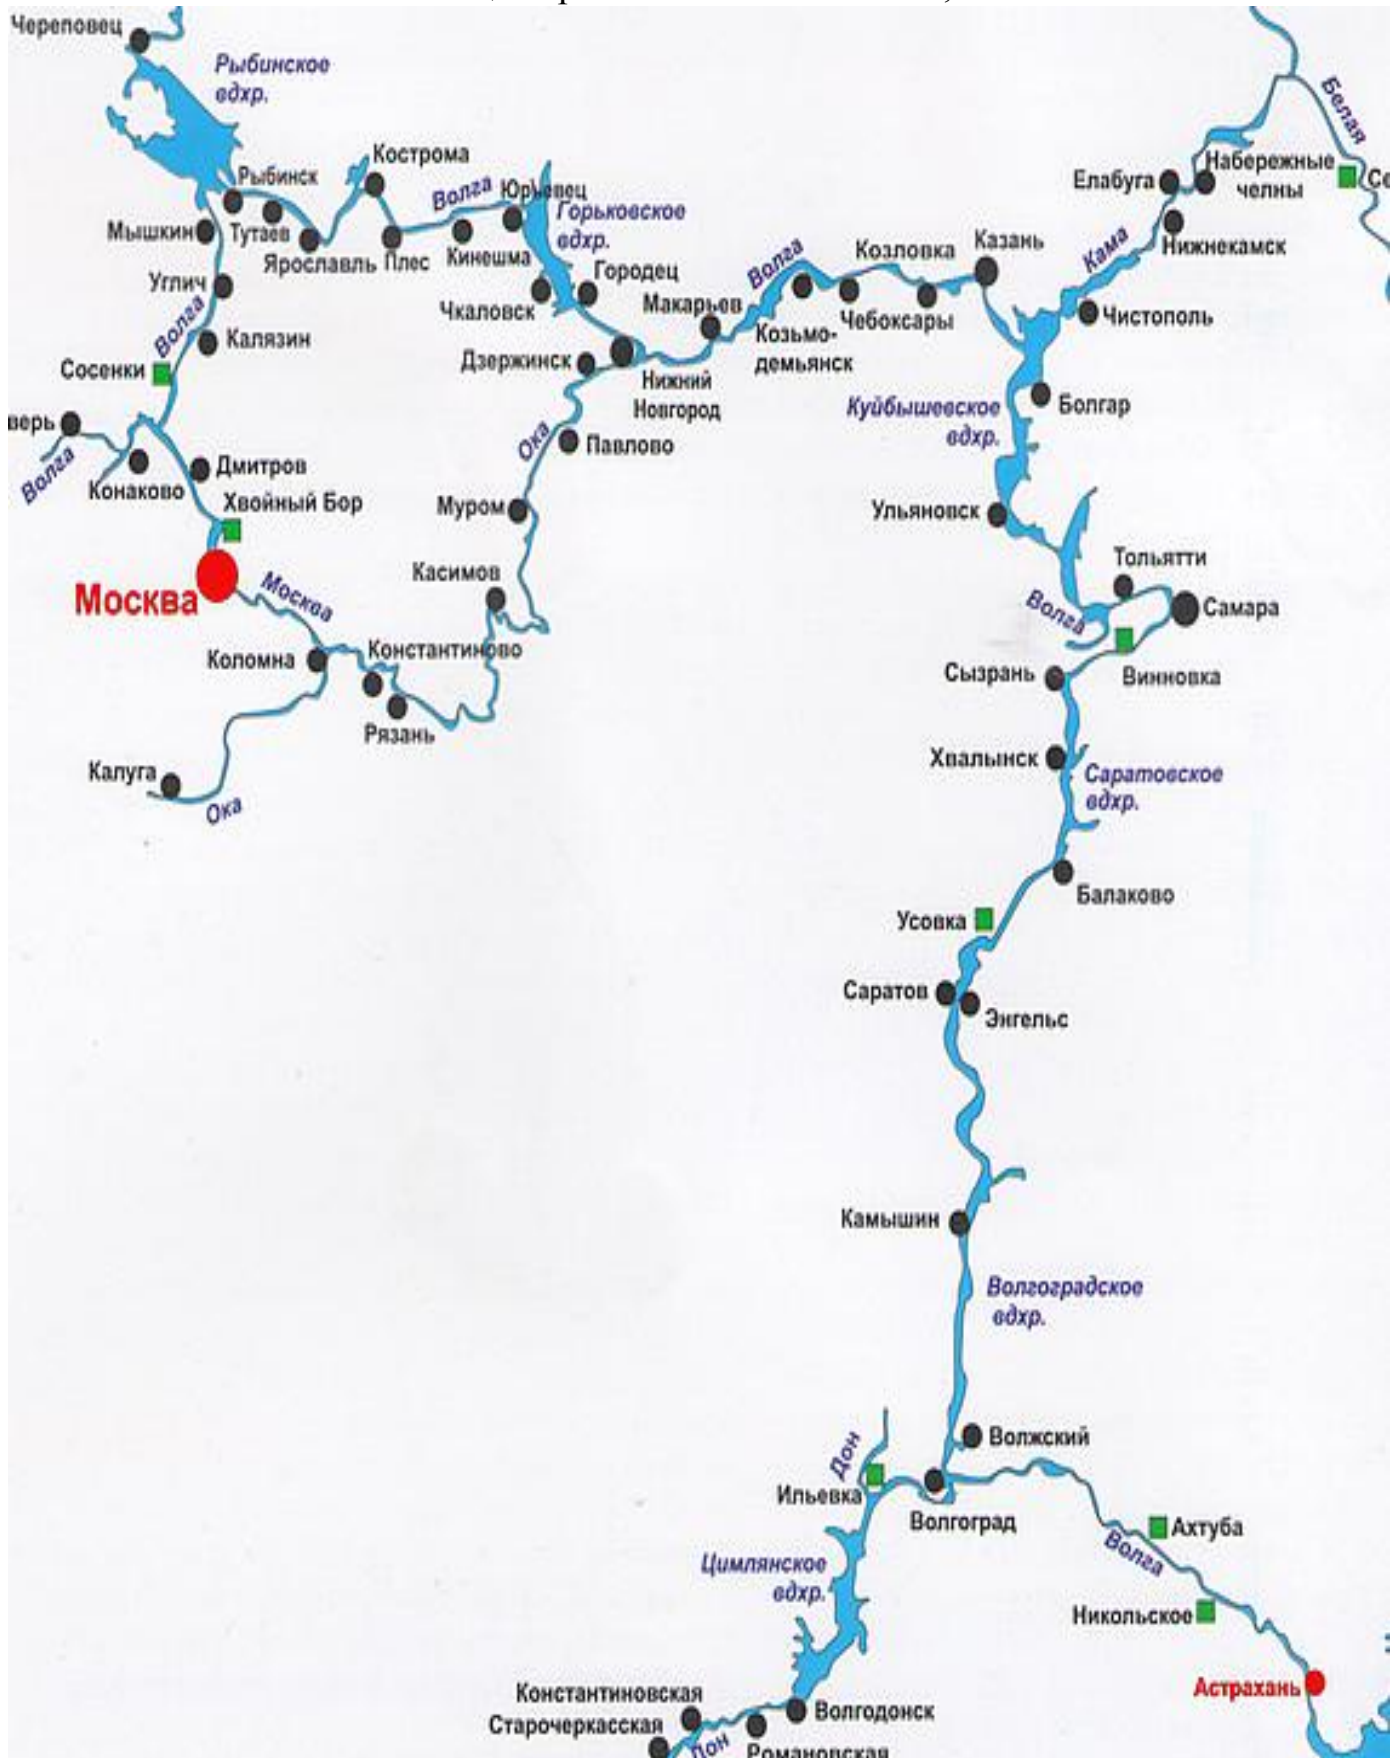 Череповец
Рыбинское
вдхр.
Белая
Кострома
Рыбинск
Волга
Юрьевец
Набережные
челны
Елабуга
Се
Горьковское
вдхр.
Мышкин
Тутаев
Ярославль
Плес
Кинешма
Козловка
Казань
Кама
Нижнекамск
Углич
Волга
Чкаловск
Городец
Макарьев
Волга
Чебоксары
Чистополь
Калязин
Козьмо-
демьянск
Сосенки
Дзержинск
Нижний
Новгород
Куйбышевское
вдхр.
Болгар
верь
Волга
Ока
Павлово
Конаково
Дмитров
Хвойный Бор
Муром
Ульяновск
Москва
Москва
Касимов
Тольятти
Волга
Самара
Коломна
Константиново
Сызрань
Винновка
Рязань
Калуга
Ока
Хвалынск
Саратовское
вдхр.
Балаково
Усовка
Саратов
Энгельс
Камышин
Волгоградское
вдхр.
Дон
Волжский
Ильевка
Волгоград
Ахтуба
Волга
Цимлянское
вдхр.
Никольское
Астрахань
Константиновская
Старочеркасская
Волгодонск
Дон
Романовская